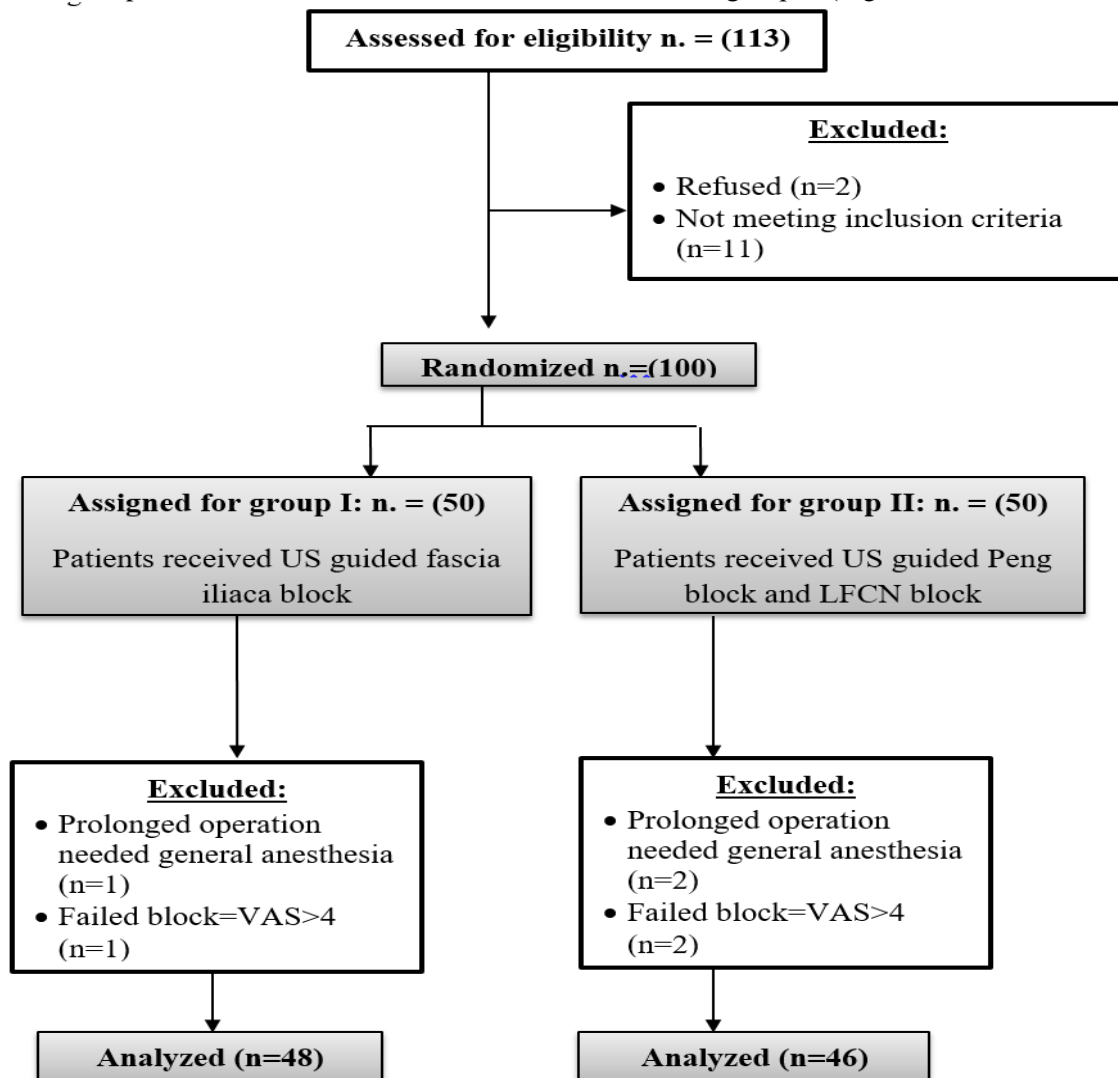 Assessed for eligibility n. = (113)
Excluded:
• Refused (n=2)
• Not meeting inclusion criteria
(n=11)
Randomized n.=(100)
Assigned for group I: n. = (50)
Patients received US guided fascia
iliaca block
Assigned for group II: n. = (50)
Patients received US guided Peng
block and LFCN block
Excluded:
• Prolonged operation
needed general anesthesia
(n=1)
• Failed block=VAS>4
(n=1)
Excluded:
• Prolonged operation
needed general anesthesia
(n=2)
• Failed block=VAS>4
(n=2)
Analyzed (n=48)
Analyzed (n=46)